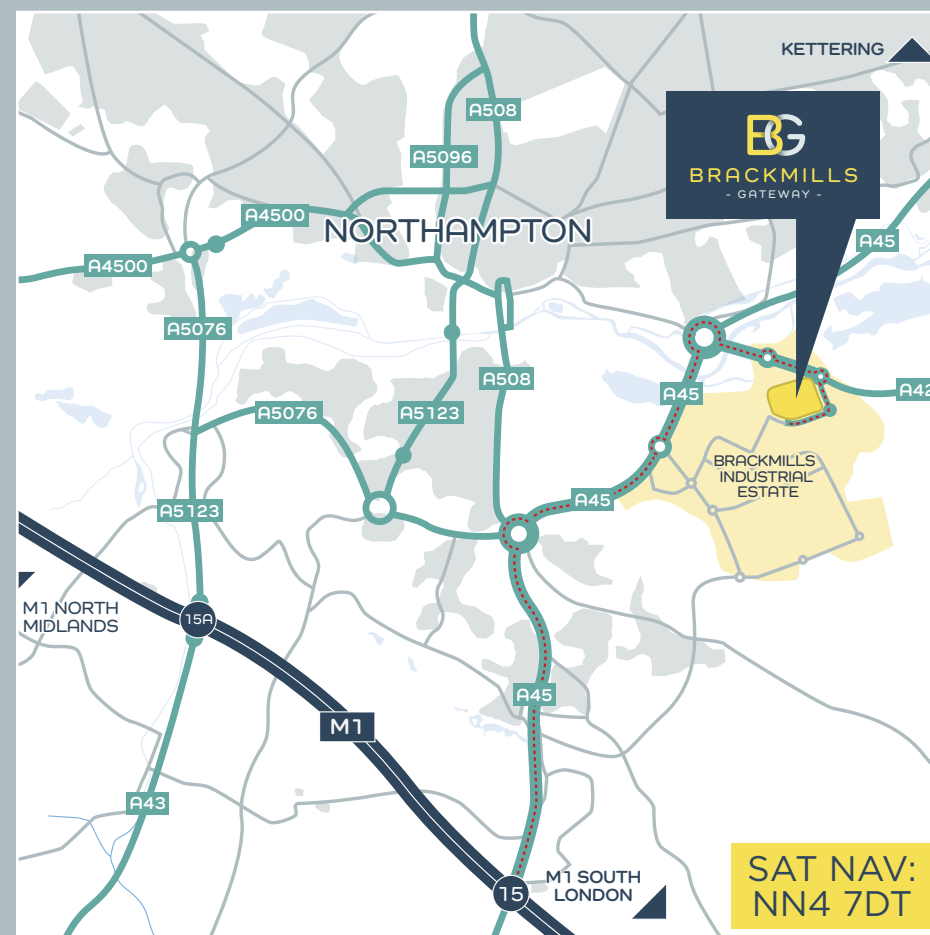 KETTERING
A508
BG
BRACKMILLS
- GATEWAY -
A5096
A4500
NORTHAMPTON
A45
A4500
A5076
A508
A45
A42
A5076
A5123
BRACKMILLS
INDUSTRIAL
ESTATE
A45
A5123
M1 NORTH
MIDLANDS
15A
A45
M1
A43
M1 SOUTH
LONDON
15
SAT NAV:
NN4 7DT